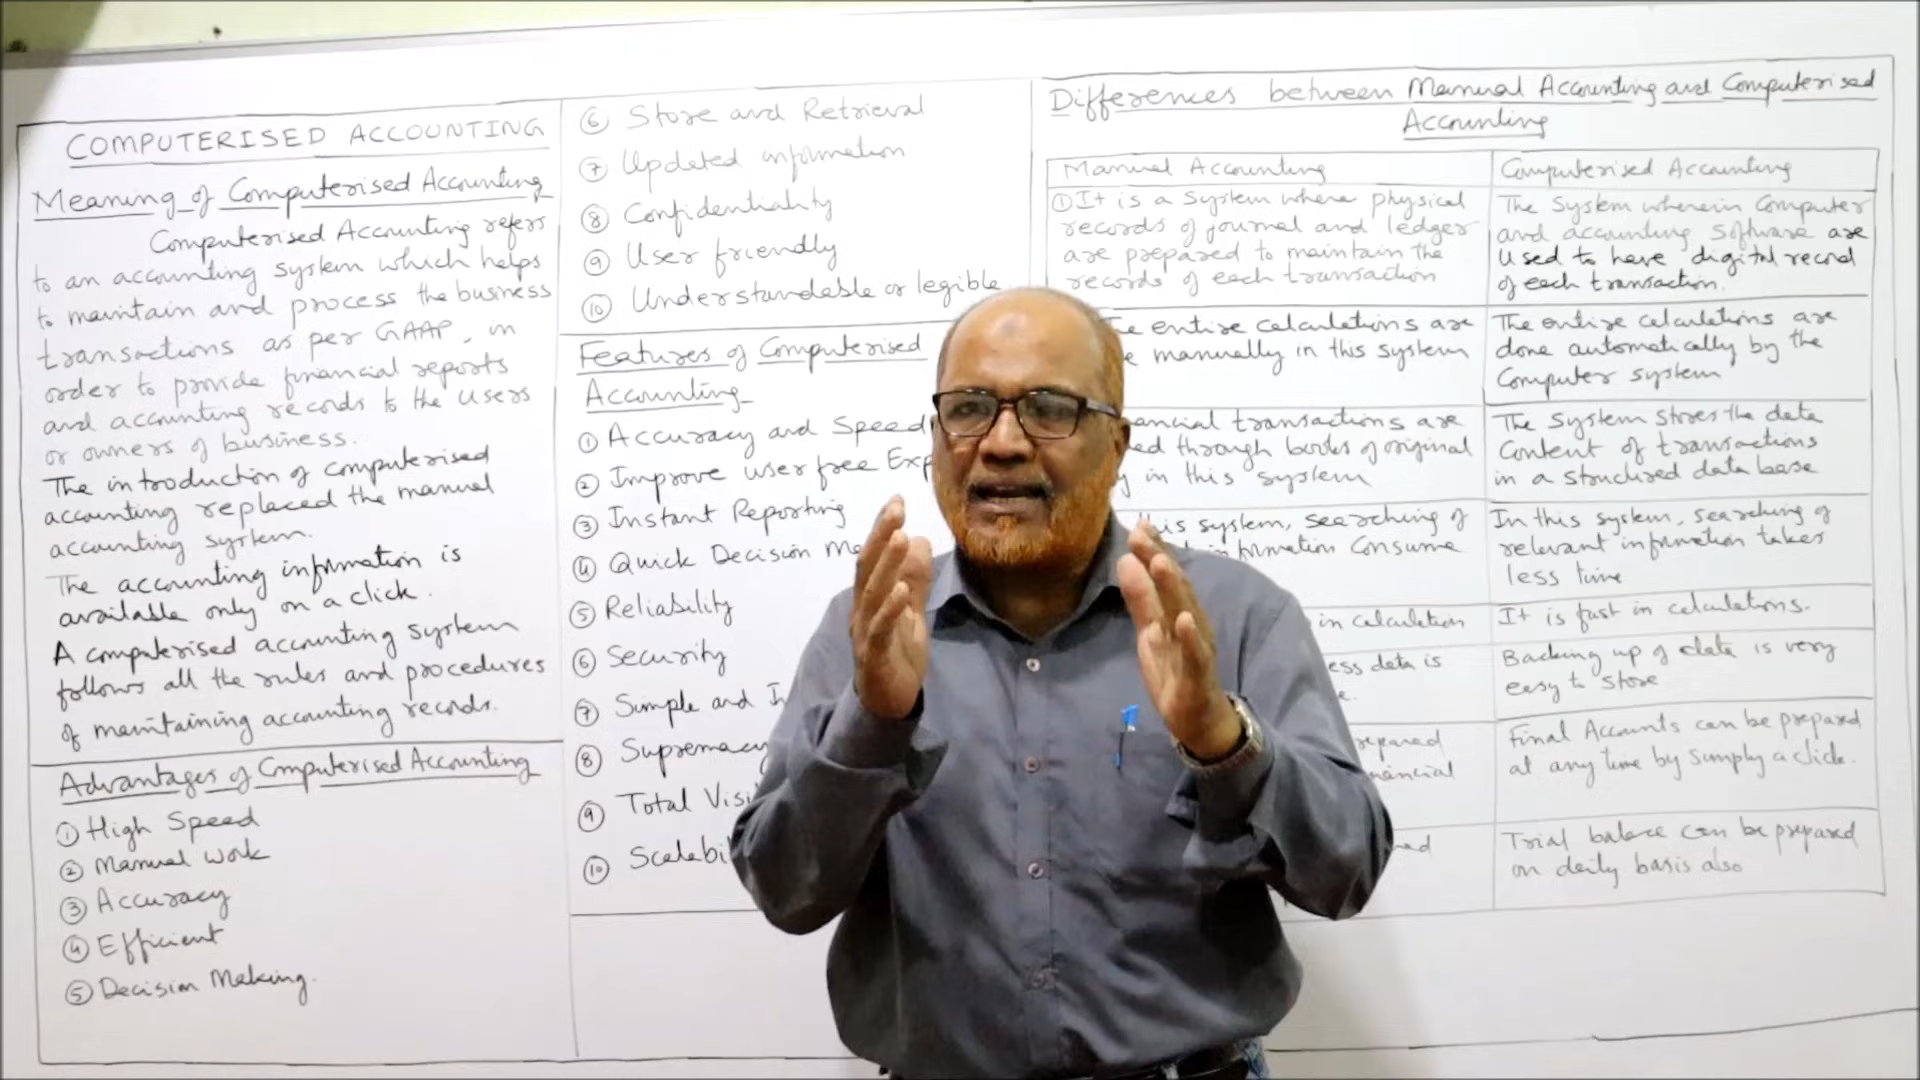 COMPUTERISED ACCOUNTING
Meaning of Computerised Accounting
Computerised Accounting refers
to an accounting system which helps
to maintain and process the business
transactions as per GAAP, in
order to provide financial reports
and accounting records to the users
or owners of business.
The introduction of computerised
accounting replaced the manual
accounting system.
The accounting information is
available only on a click.
A computerised accounting system
follows all the rules and procedures
of maintaining accounting records.
Advantages of Computerised Accounting
① High Speed
② Manual work
③ Accuracy
④ Efficient
⑤ Decision Making.
⑥ Store and Retrieval
⑦ Updated information
⑧ Confidentiality
⑨ User friendly
⑩ Understandable or legible.
Features of Computerised
Accounting
① Accuracy and Speed
② Improve user free
③ Instant Reporting
④ Quick Decision
⑤ Reliability
⑥ Security
⑦ Simple and
⑧ Supremacy
⑨ Total
⑩
Differences between Manual Accounting and Computerised
Accounting
Manual Accounting
① It is a system where physical
records of journal and ledger
are prepared to maintain the
records of each transaction
entire calculations are
manually in this system
transactions are
through books of original
in this system
this system, searching of
information consume
in calculation
data is
Computerised Accounting
The system wherein computer
and accounting software are
used to have digital record
of each transaction.
The entire calculations are
done automatically by the
computer system
The system stores the data
content of transactions
in a structured data base
In this system, searching of
relevant information takes
less time
It is fast in calculations.
Backing up of data is very
easy to store
Final Accounts can be prepared
at any time by simply a click.
Trial balance can be prepared
on daily basis also